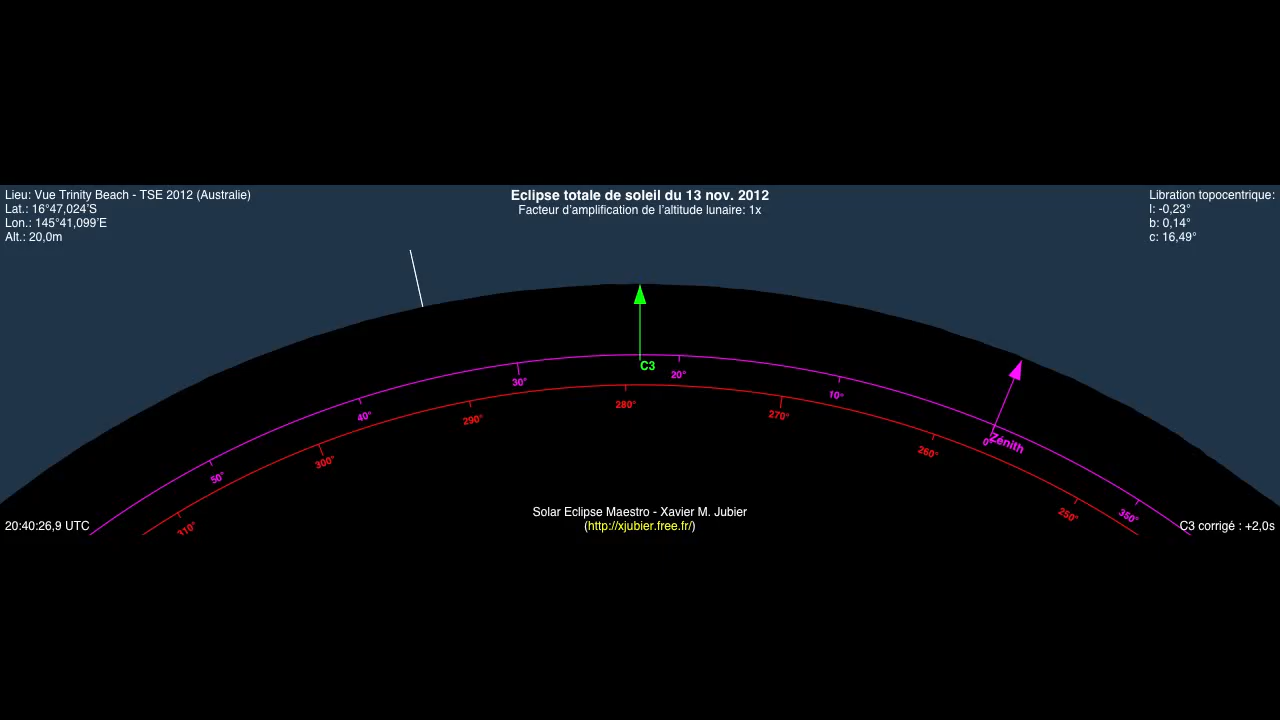 Lieu: Vue Trinity Beach - TSE 2012 (Australie)
Lat.: 16°47,024'S
Lon.: 145°41,099'E
Alt.: 20,0m
Eclipse totale de soleil du 13 nov. 2012
Facteur d'amplification de l'altitude lunaire: 1x
Libration topocentrique:
l: -0,23°
b: 0,14°
c: 16,49°
C3
50°
40°
30°
20°
10°
0°
Zénith
350°
310°
300°
290°
280°
270°
260°
250°
Solar Eclipse Maestro - Xavier M. Jubier
(http://xjubier.free.fr/)
20:40:26,9 UTC
C3 corrigé : +2,0s